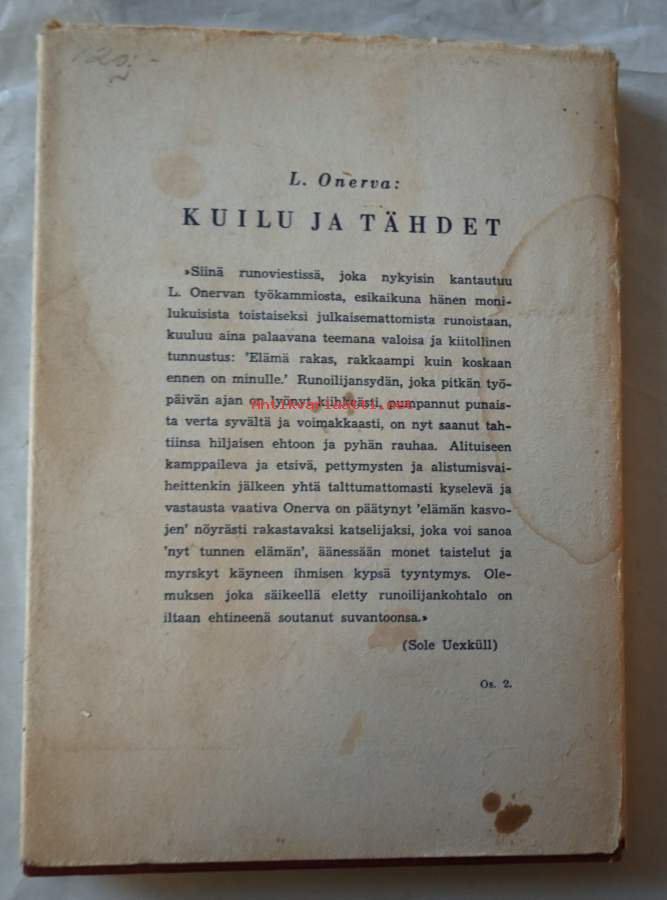 120:-
L. Onerva:
KUILU JA TÄHDET
»Siinä runoviestissä, joka nykyisin kantautuu
L. Onervan työkammiosta, esikaikuna hänen moni-
lukuisista toistaiseksi julkaisemattomista runoistaan,
kuuluu aina palaavana teemana valoisa ja kiitollinen
tunnustus: 'Elämä rakas, rakkaampi kuin koskaan
ennen on minulle.' Runoilijansydän, joka pitkän työ-
päivän ajan on lyönyt kiihkeästi, pumpannut punais-
Antikvariaatti.net
ta verta syvältä ja voimakkaasti, on nyt saanut tah-
tiinsa hiljaisen ehtoon ja pyhän rauhaa. Alituiseen
kamppaileva ja etsivä, pettymysten ja alistumisvai-
heittenkin jälkeen yhtä talttumattomasti kyselevä ja
vastausta vaativa Onerva on päätynyt 'elämän kasvo-
jen' nöyrästi rakastavaksi katselijaksi, joka voi sanoa
'nyt tunnen elämän', äänessään monet taistelut ja
myrskyt käyneen ihmisen kypsä tyyntymys. Ole-
muksen joka säikeellä eletty runoilijankohtalo on
iltaan ehtineenä soutanut suvantoonsa.»
(Sole Uexküll)
Os. 2.